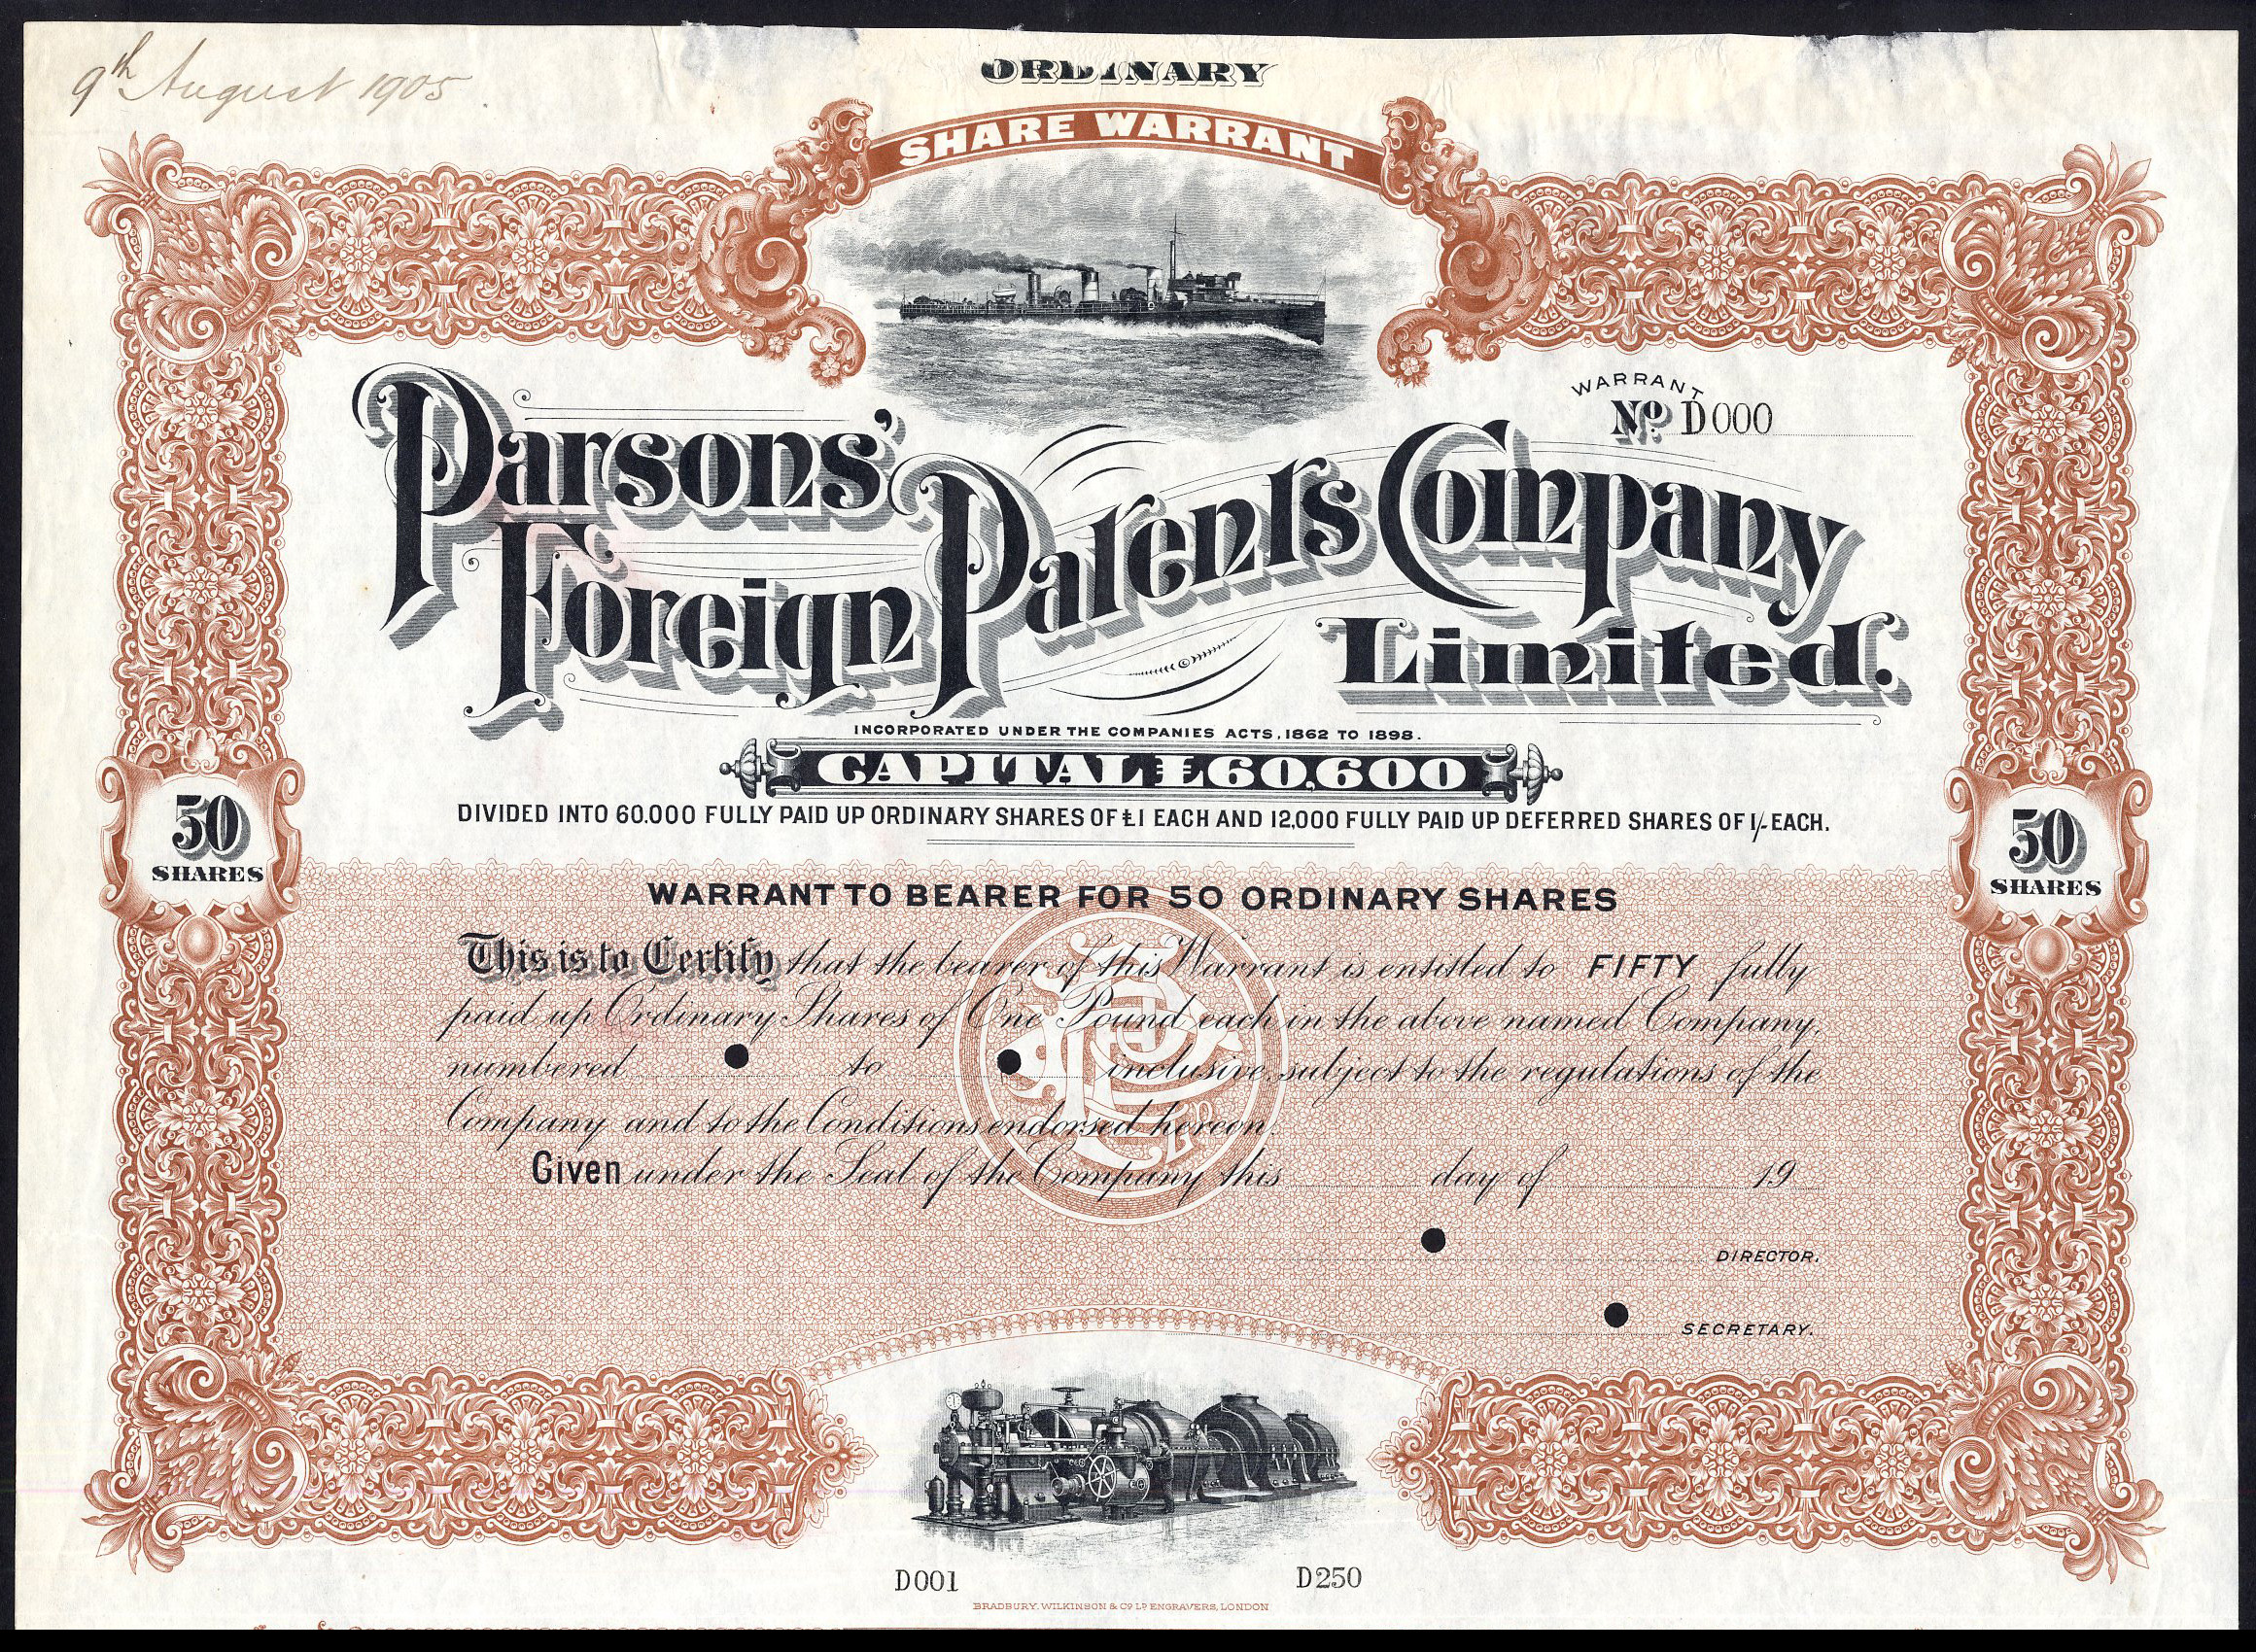 9th August 1905
ORDINARY
SHARE WARRANT
WARRANT
No. D000
Parsons'
Foreign Patents Company
Limited.
INCORPORATED UNDER THE COMPANIES ACTS, 1862 TO 1898.
CAPITAL £60,600
DIVIDED INTO 60.000 FULLY PAID UP ORDINARY SHARES OF £1 EACH AND 12,000 FULLY PAID UP DEFERRED SHARES OF 1/- EACH.
50
SHARES
50
SHARES
WARRANT TO BEARER FOR 50 ORDINARY SHARES
This is to Certify that the bearer of this Warrant is entitled to FIFTY fully
paid up Ordinary Shares of One Pound each in the above named Company,
numbered to inclusive, subject to the regulations of the
Company and to the Conditions endorsed hereon
Given under the Seal of the Company this day of 19
DIRECTOR.
SECRETARY.
D001 D250
BRADBURY, WILKINSON & Co. Ld. ENGRAVERS, LONDON